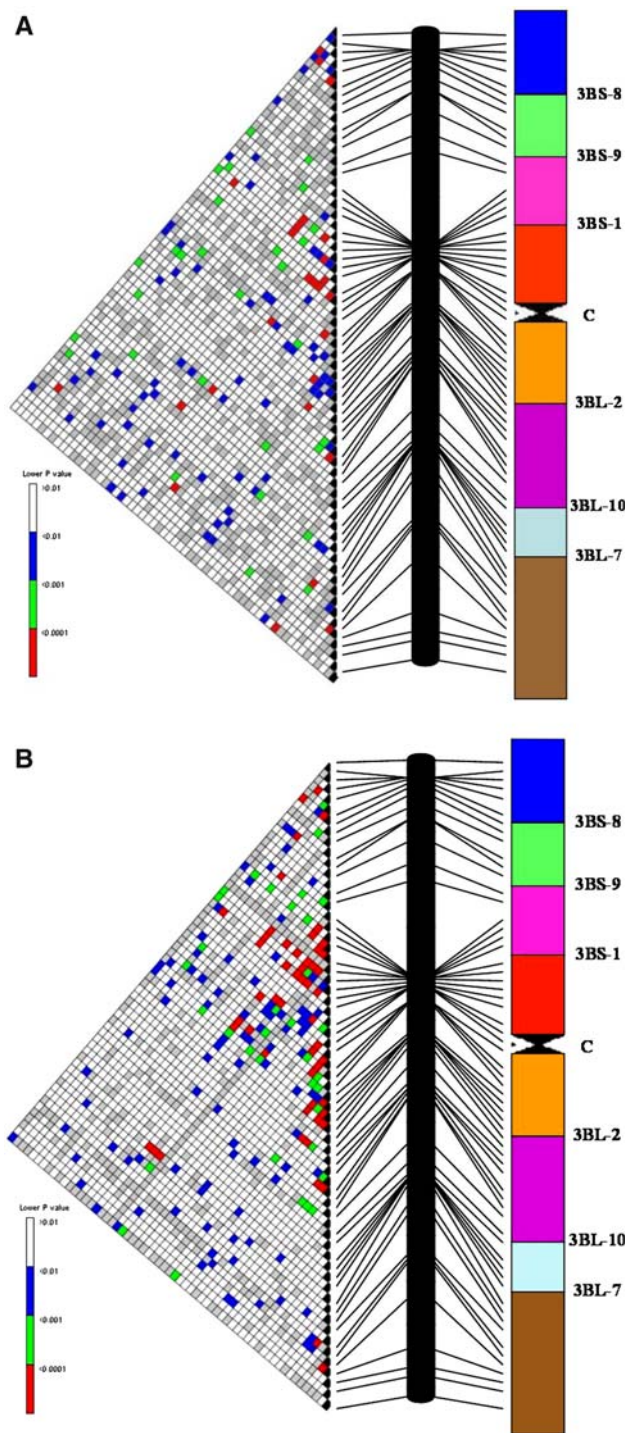 A
3BS-8
3BS-9
3BS-1
C
3BL-2
3BL-10
3BL-7
Lower P value
>0.01
<0.01
<0.001
<0.0001
B
3BS-8
3BS-9
3BS-1
C
3BL-2
3BL-10
3BL-7
Lower P value
>0.01
<0.01
<0.001
<0.0001